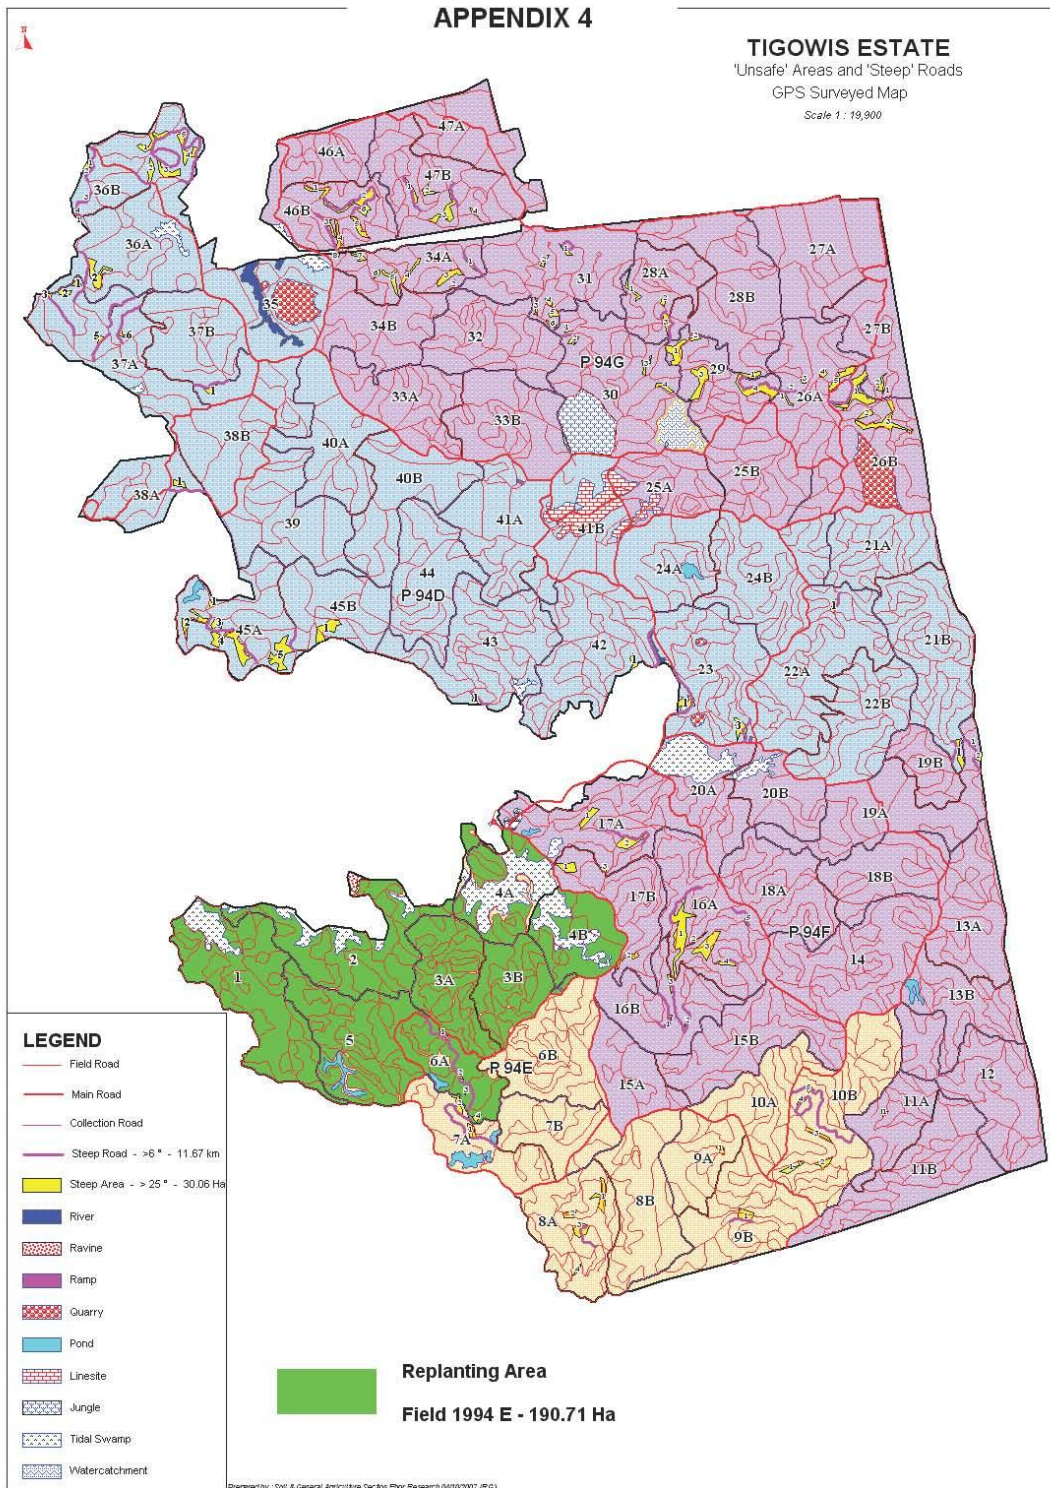 APPENDIX 4
TIGOWIS ESTATE
'Unsafe' Areas and 'Steep' Roads
GPS Surveyed Map
Scale 1 : 19,900
47A
46A
47B
46B
36B
36A
27A
34A
31
28A
28B
35
34B
32
37B
27B
37A
P 94G
29
30
26A
33A
33B
38B
40A
40B
25B
26B
38A
25A
41A
41B
39
21A
24A
24B
44
P 94D
45B
45A
43
42
23
22A
21B
22B
19B
20A
20B
19A
17A
18B
18A
17B
16A
4A
4B
P 94F
13A
14
1
2
3A
3B
13B
16B
15B
5
6A
6B
P 94E
15A
12
10A
10B
11A
7A
7B
11B
9A
8A
8B
9B
LEGEND
Field Road
Main Road
Collection Road
Steep Road - >6 ° - 11.67 km
Steep Area - > 25 ° - 30.06 Ha
River
Ravine
Ramp
Quarry
Pond
Linesite
Jungle
Tidal Swamp
Watercatchment
Replanting Area
Field 1994 E - 190.71 Ha